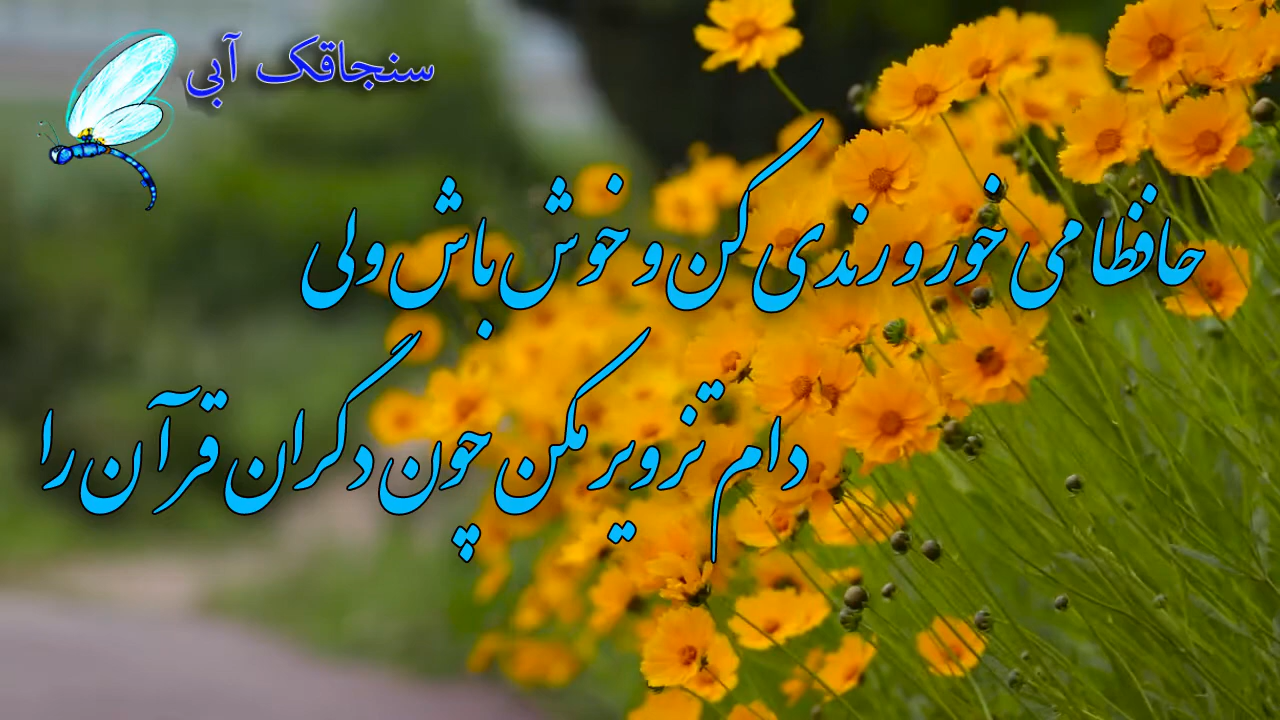 سنجاقک آبی
حافظا می خور و رندی کن و خوش باش ولی
دام تزویر مکن چون دگران قرآن را